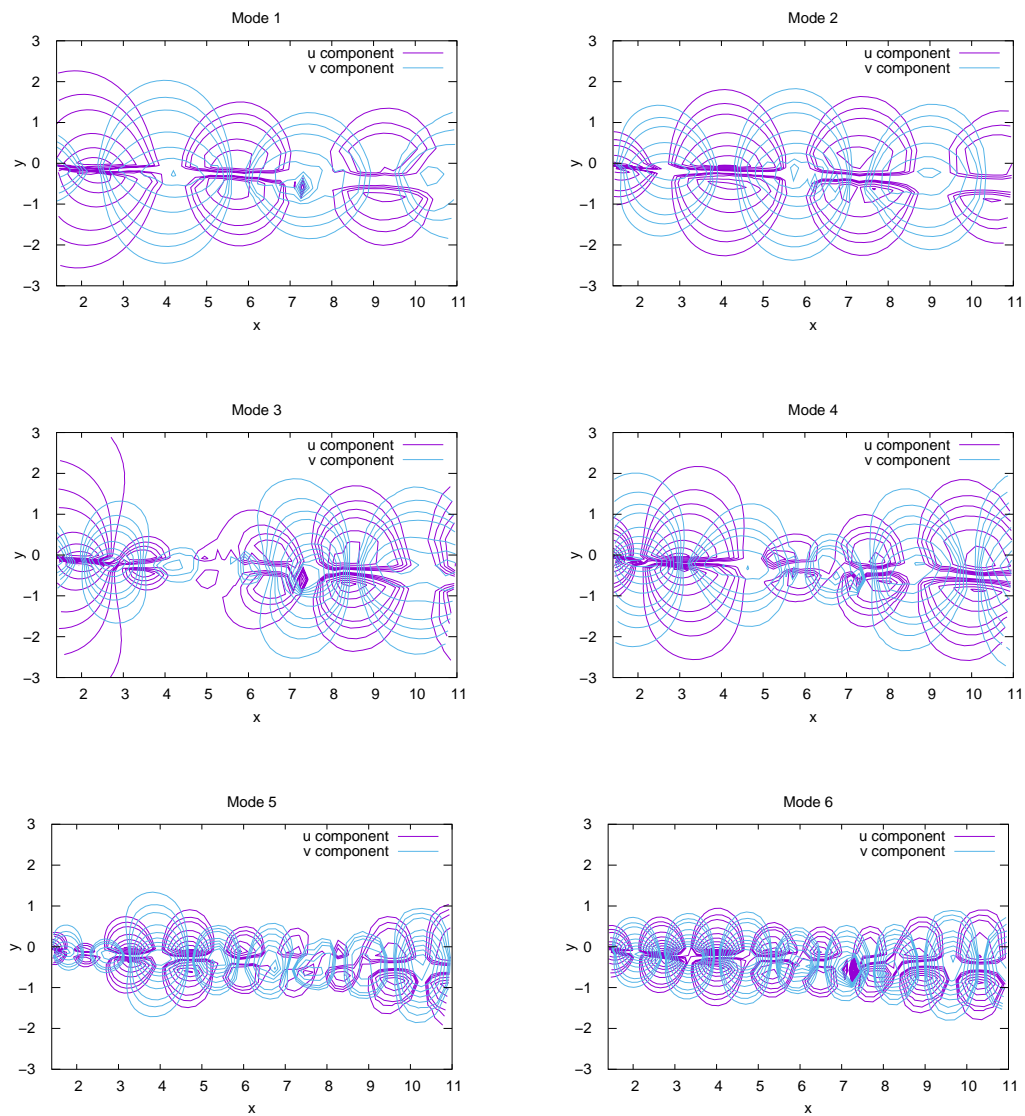 Mode 1
3
u component
v component
2
1
y
0
−1
−2
−3
2 3 4 5 6 7 8 9 10 11
x
Mode 2
3
u component
v component
2
1
y
0
−1
−2
−3
2 3 4 5 6 7 8 9 10 11
x
Mode 3
3
u component
v component
2
1
y
0
−1
−2
−3
2 3 4 5 6 7 8 9 10 11
x
Mode 4
3
u component
v component
2
1
y
0
−1
−2
−3
2 3 4 5 6 7 8 9 10 11
x
Mode 5
3
u component
v component
2
1
y
0
−1
−2
−3
2 3 4 5 6 7 8 9 10 11
x
Mode 6
3
u component
v component
2
1
y
0
−1
−2
−3
2 3 4 5 6 7 8 9 10 11
x